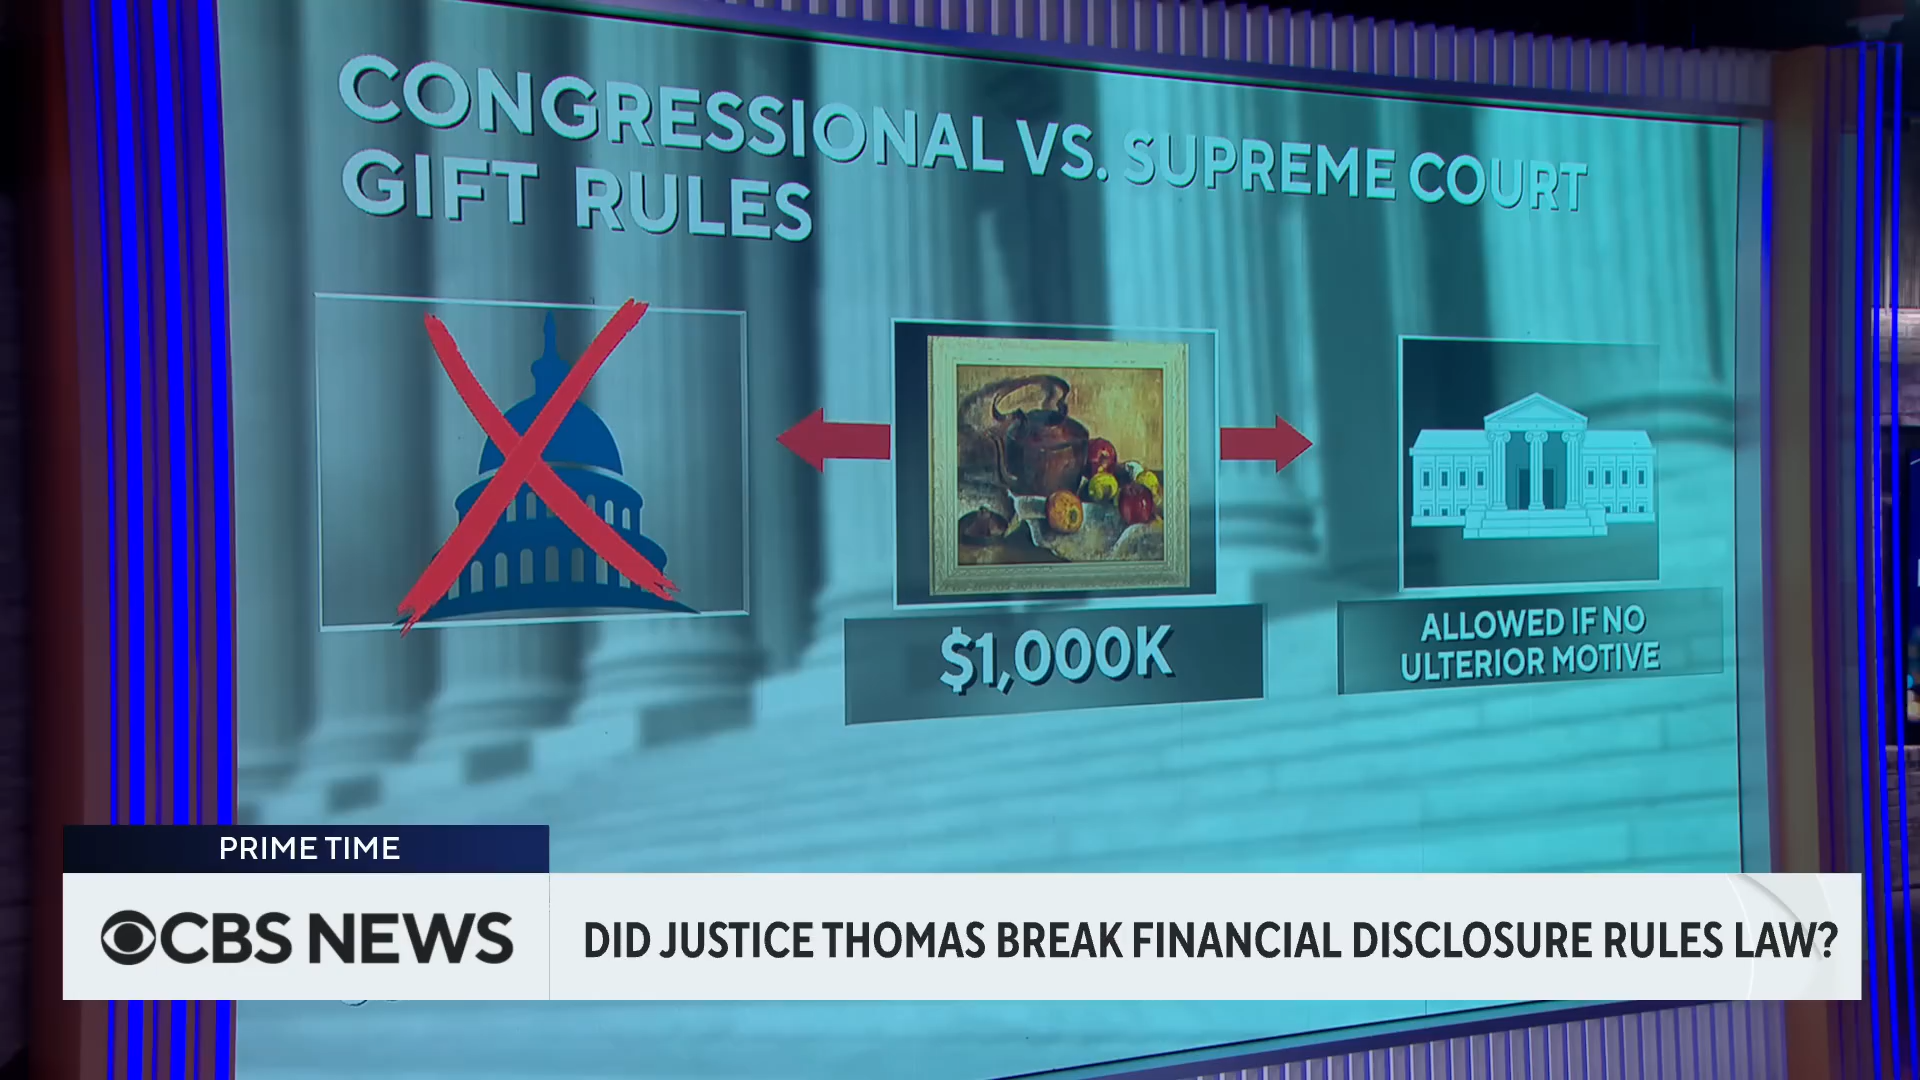 CONGRESSIONAL VS. SUPREME COURT
GIFT RULES
$1,000K
ALLOWED IF NO
ULTERIOR MOTIVE
PRIME TIME
CBS NEWS
DID JUSTICE THOMAS BREAK FINANCIAL DISCLOSURE RULES LAW?